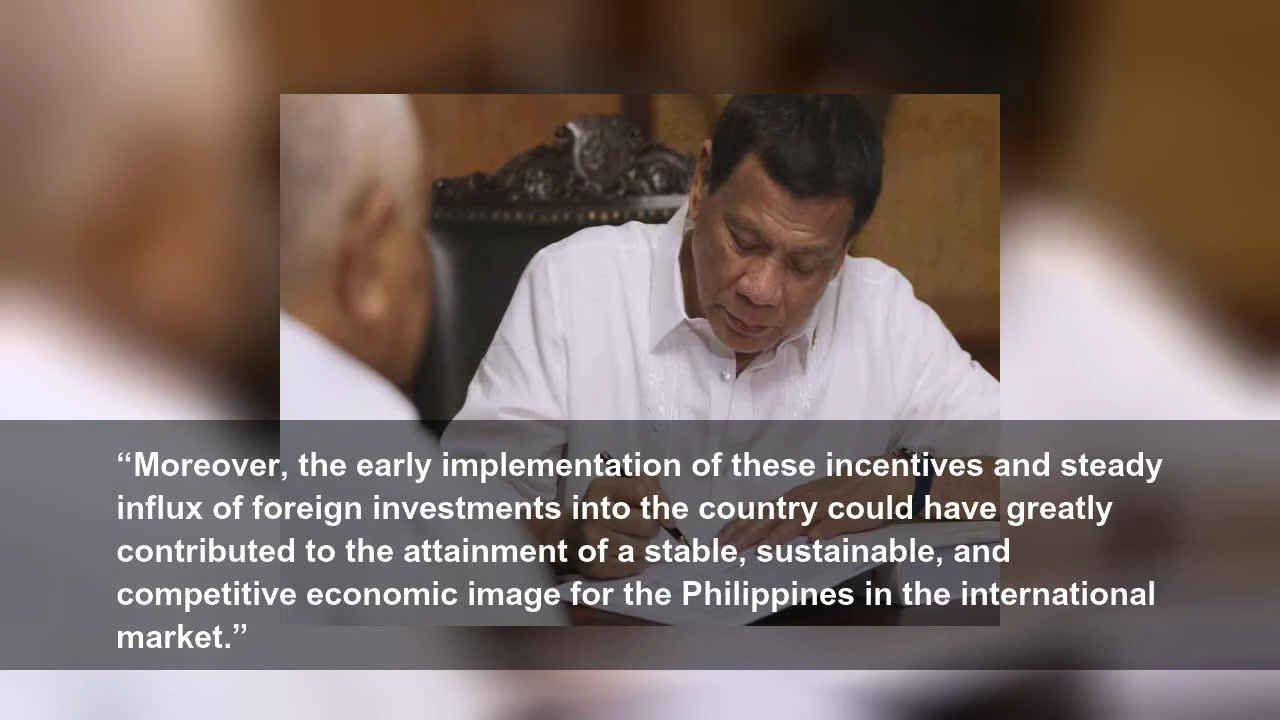 “Moreover, the early implementation of these incentives and steady
influx of foreign investments into the country could have greatly
contributed to the attainment of a stable, sustainable, and
competitive economic image for the Philippines in the international
market.”